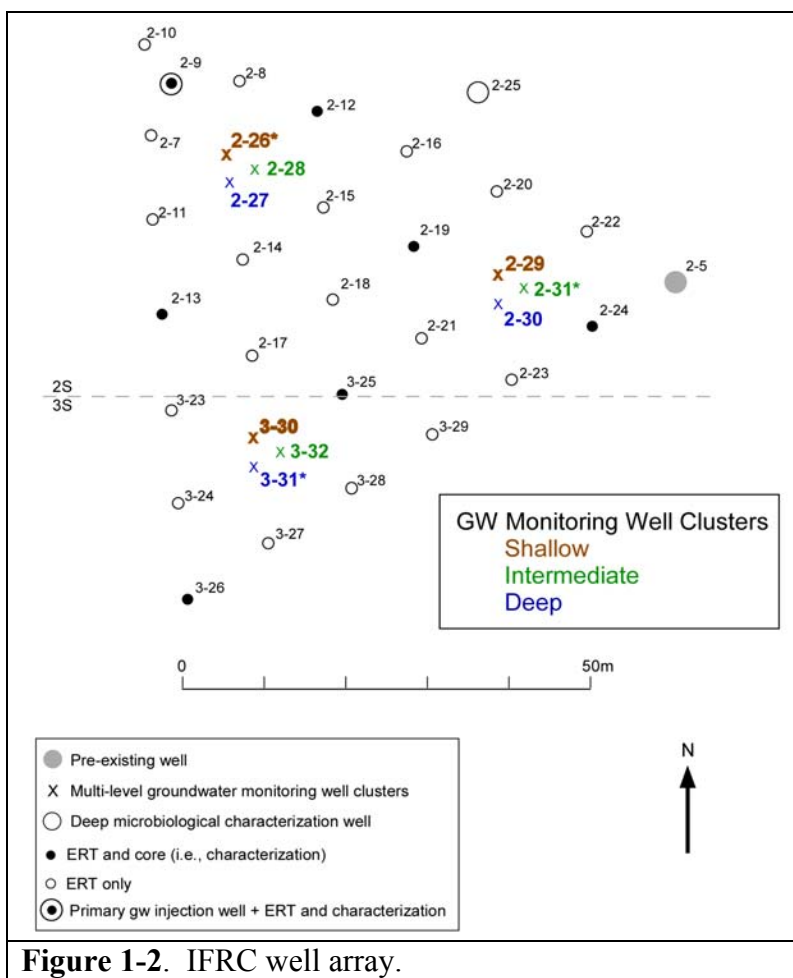 2-10
2-9
2-8
2-25
2-12
2-7
2-26*
2-16
2-28
2-27
2-20
2-15
2-11
2-22
2-19
2-14
2-29
2-5
2-31*
2-18
2-13
2-24
2-30
2-21
2-17
2-23
3-25
2S
3S
3-23
3-30
3-29
3-32
3-31*
3-28
3-24
3-27
3-26
GW Monitoring Well Clusters
Shallow
Intermediate
Deep
0 50m
N
Pre-existing well
X Multi-level groundwater monitoring well clusters
Deep microbiological characterization well
ERT and core (i.e., characterization)
ERT only
Primary gw injection well + ERT and characterization
Figure 1-2. IFRC well array.